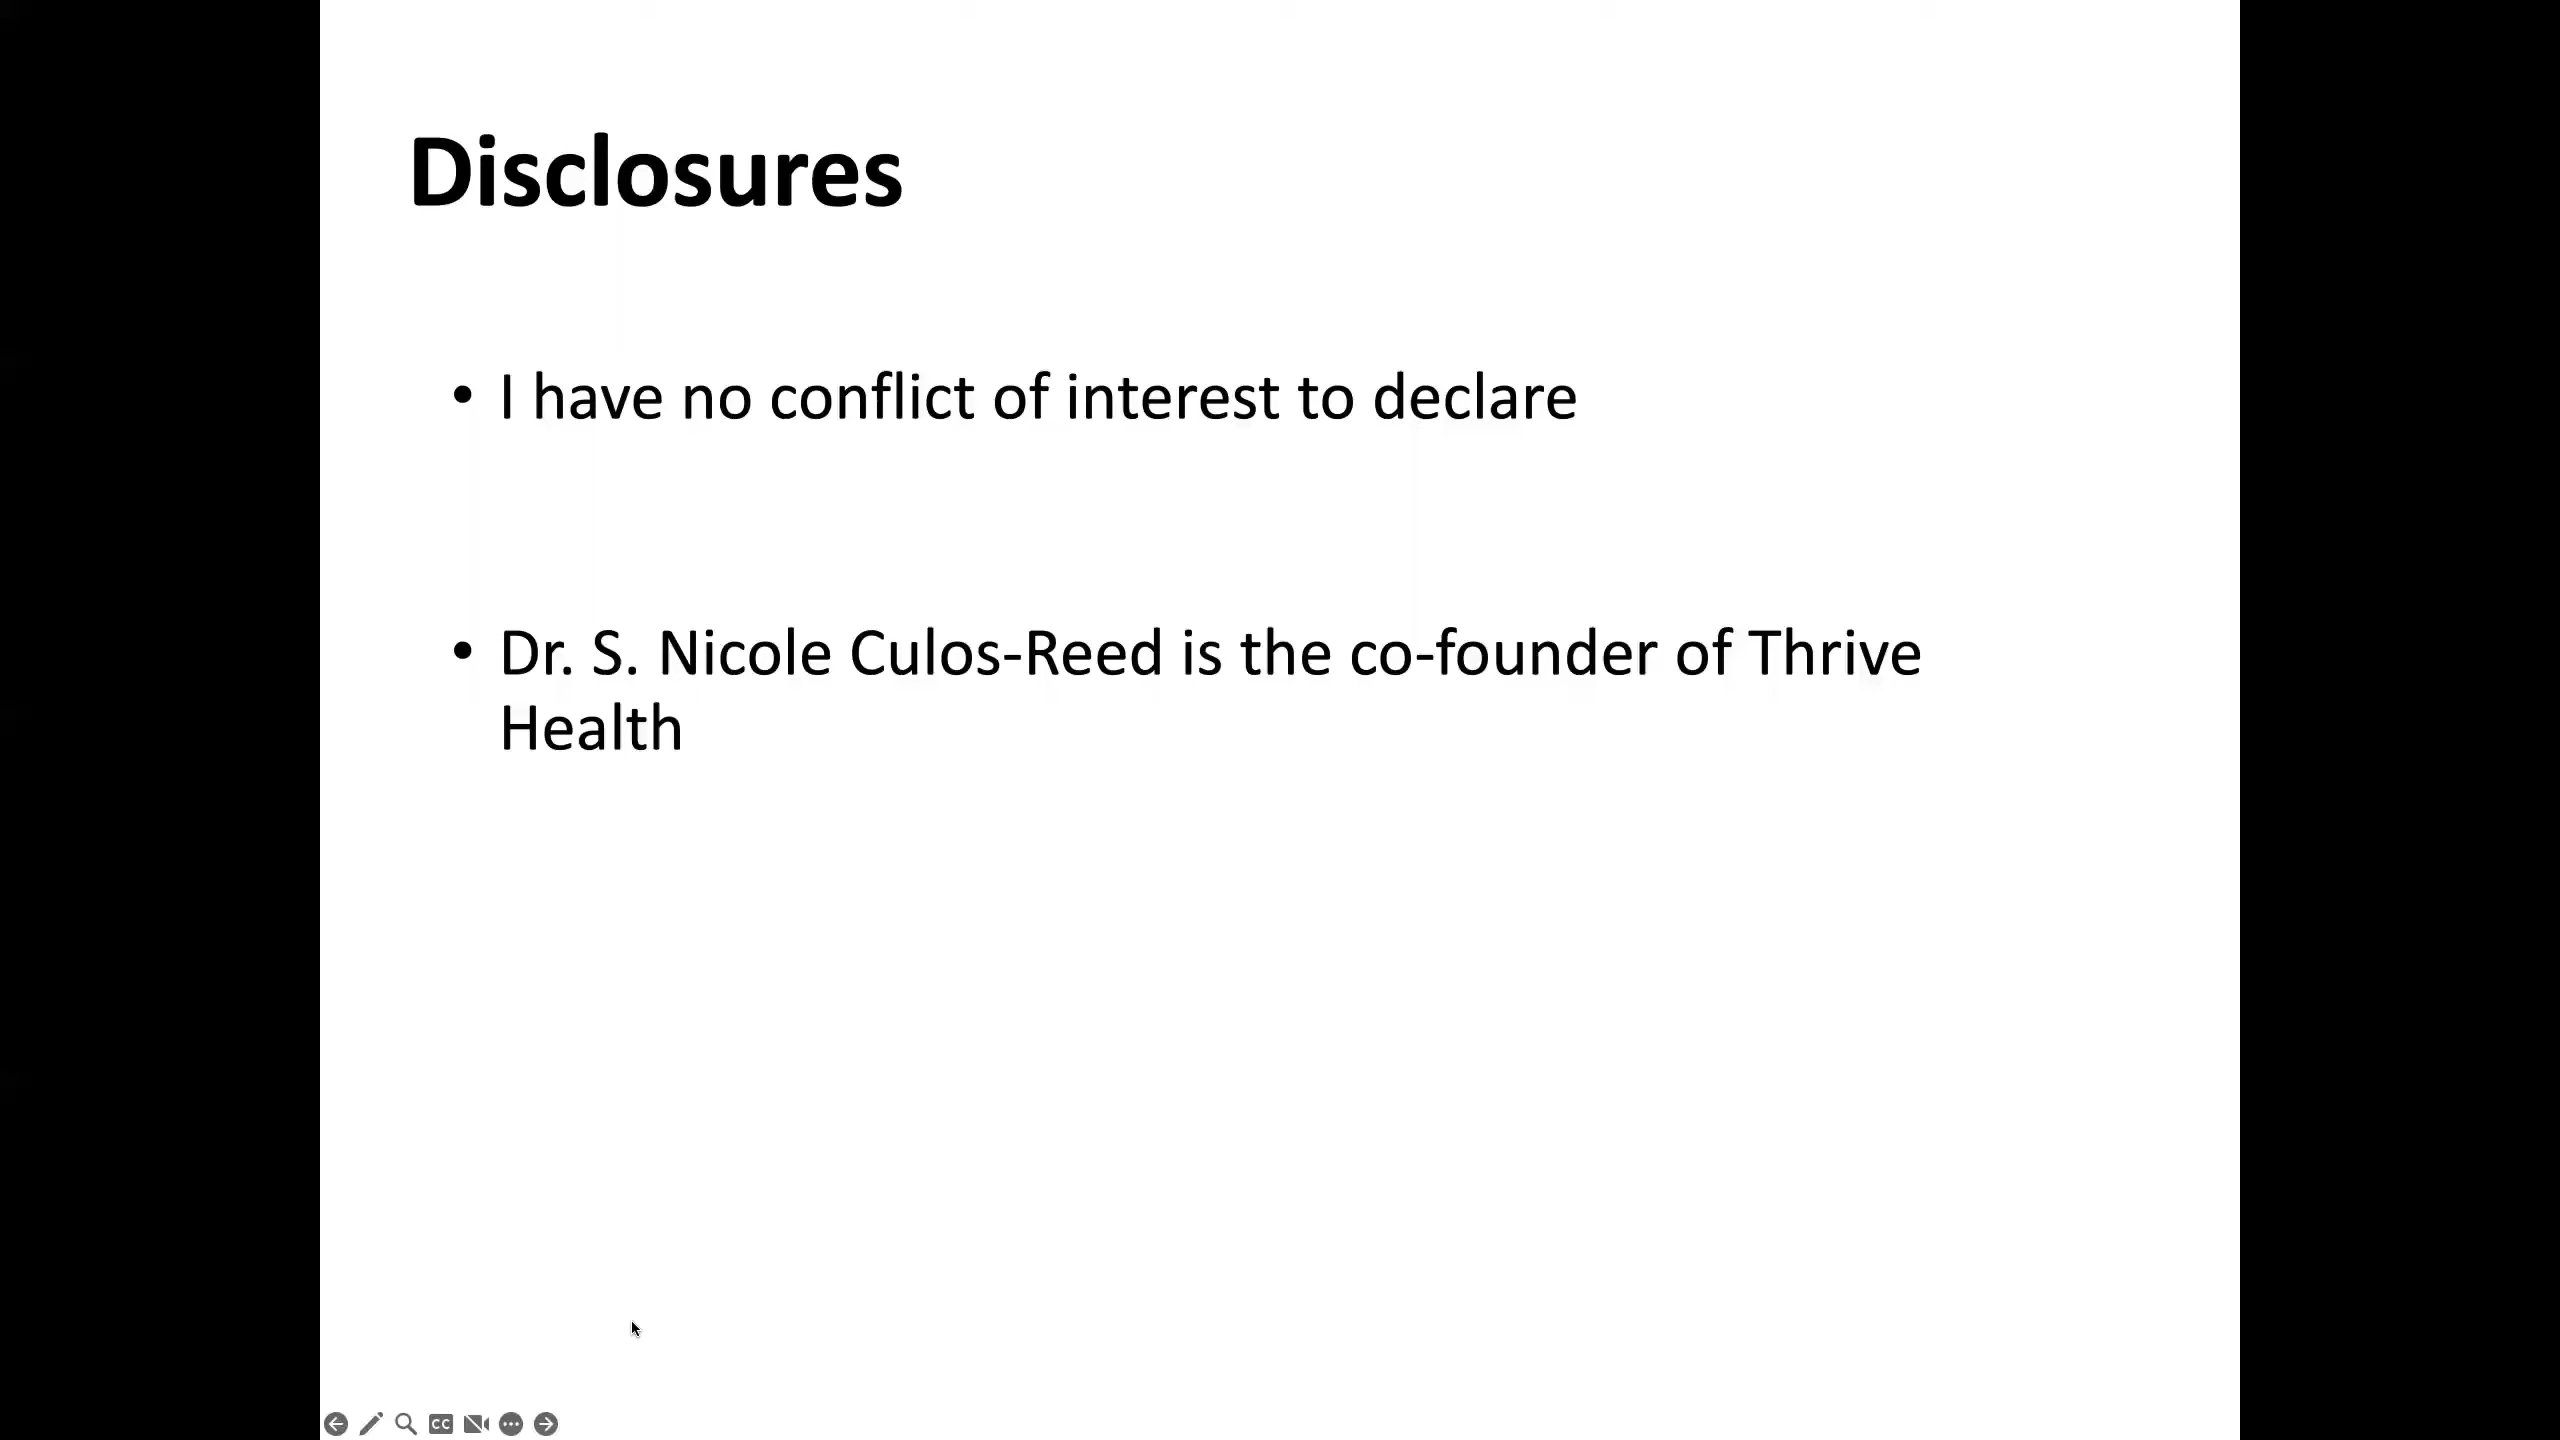 Disclosures
• I have no conflict of interest to declare
• Dr. S. Nicole Culos-Reed is the co-founder of Thrive
Health
CC